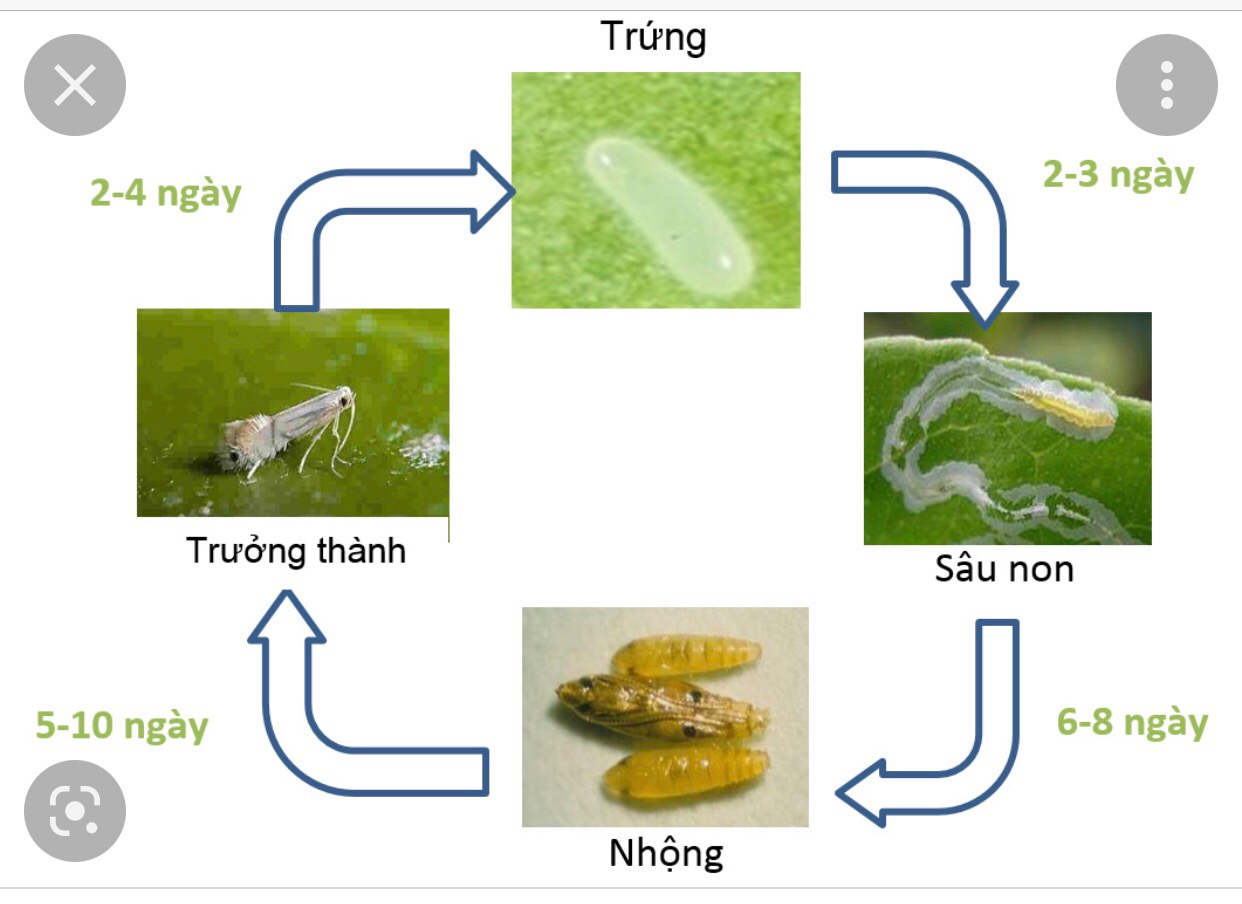 Trứng
2-4 ngày
2-3 ngày
Trưởng thành
Sâu non
5-10 ngày
6-8 ngày
Nhộng